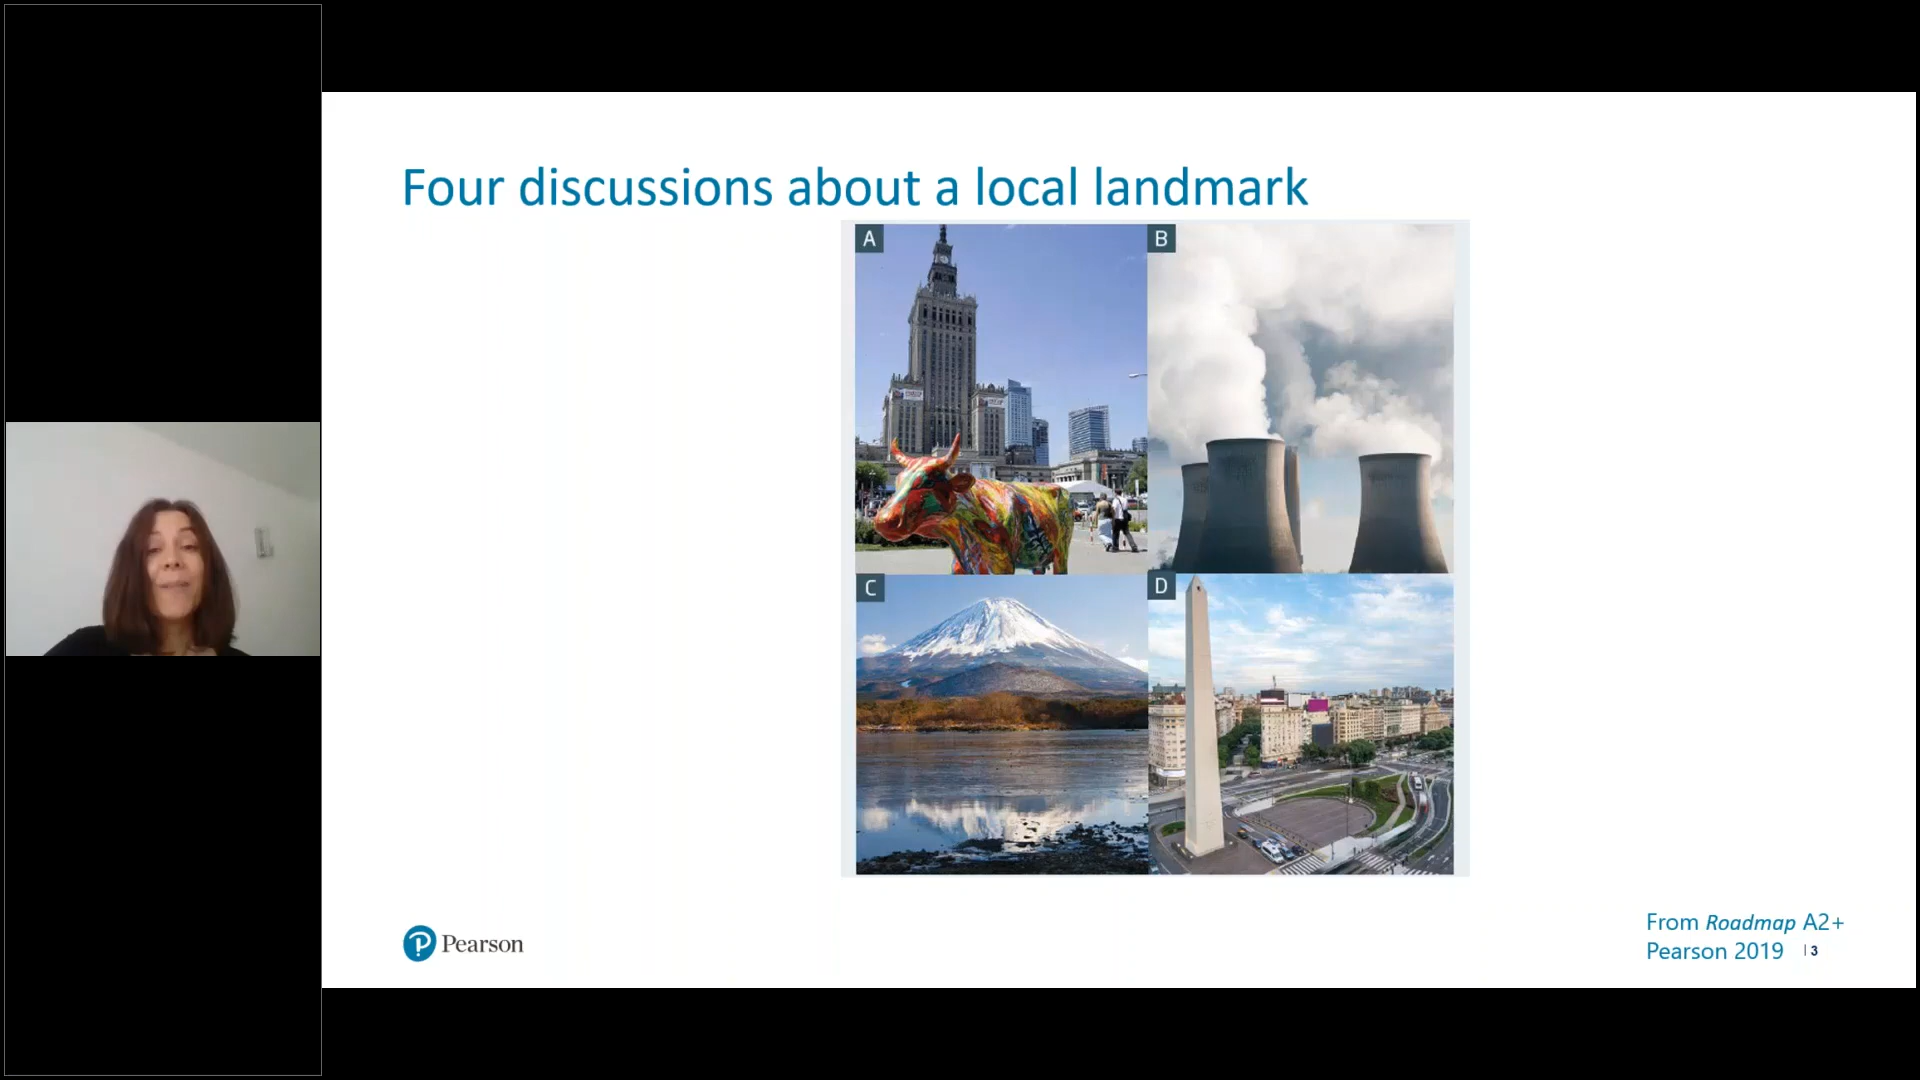 Four discussions about a local landmark
A
B
C
D
Pearson
From Roadmap A2+
Pearson 2019
3